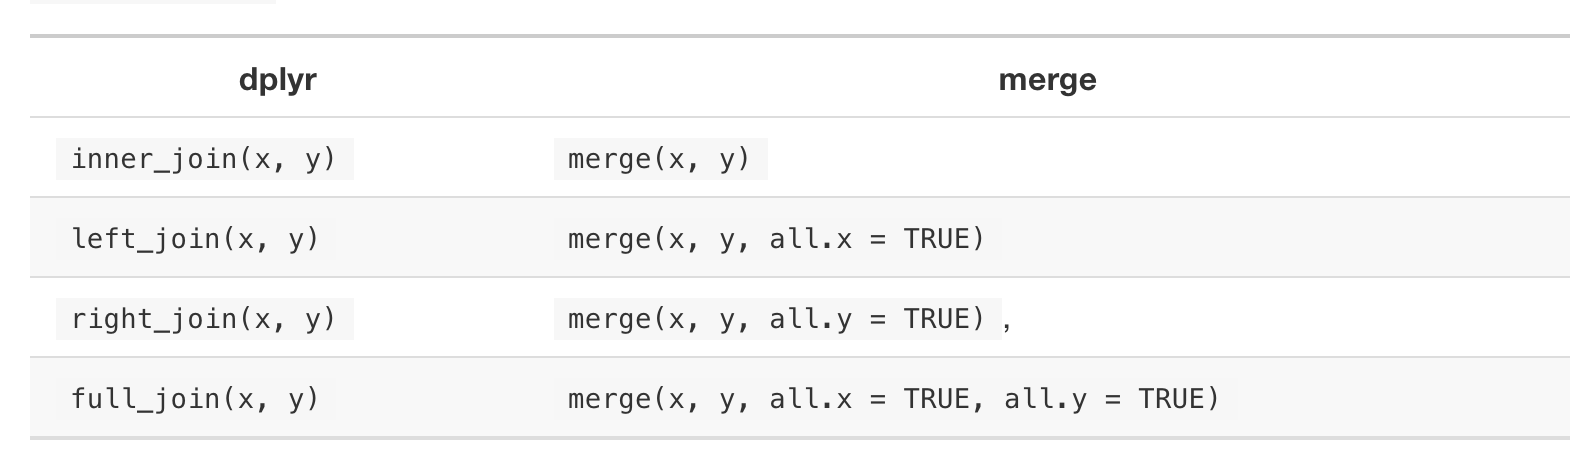 dplyr merge
inner_join(x, y) merge(x, y)
left_join(x, y) merge(x, y, all.x = TRUE)
right_join(x, y) merge(x, y, all.y = TRUE) ,
full_join(x, y) merge(x, y, all.x = TRUE, all.y = TRUE)